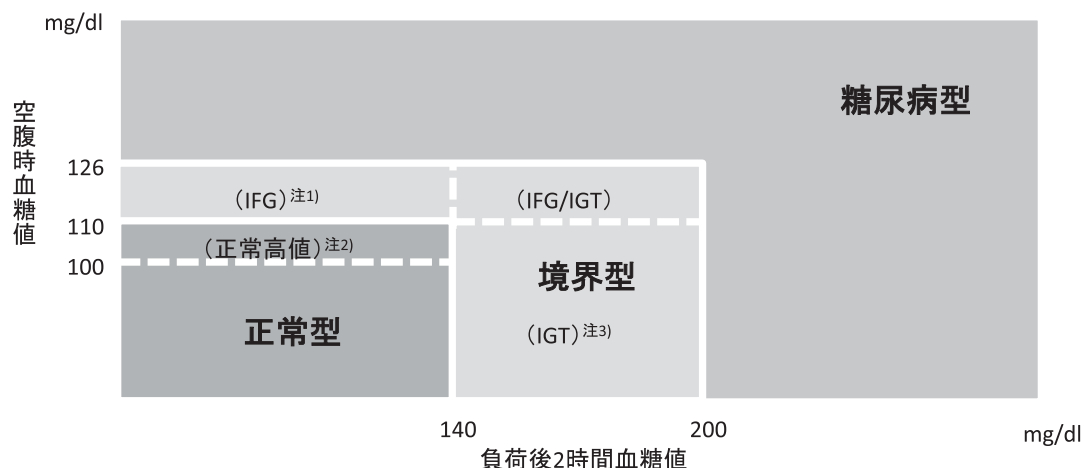 mg/dl
糖尿病型
空腹時血糖値
126
（IFG）注1)
（IFG/IGT）
110
（正常高値）注2)
100
境界型
正常型
（IGT）注3)
140
200
mg/dl
負荷後2時間血糖値